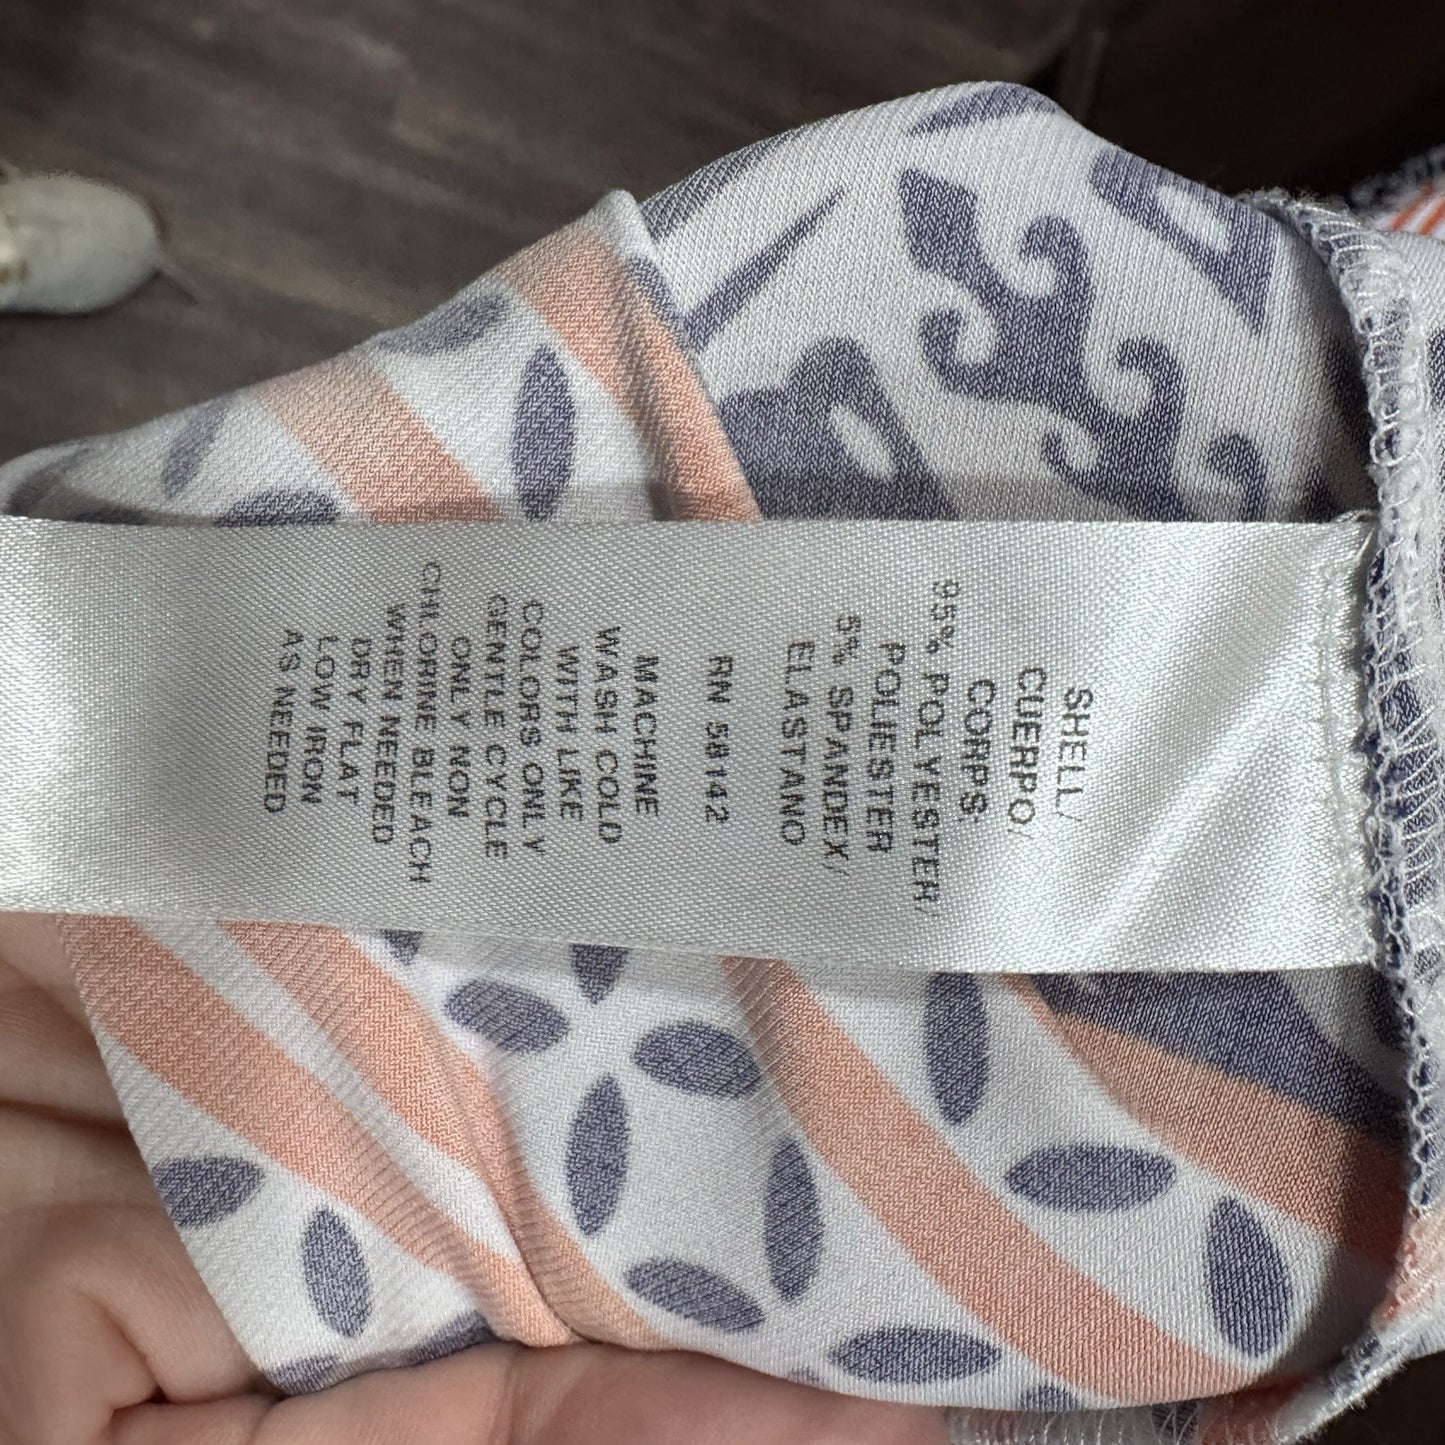 SHELL/
CUERPO/
CORPS:
95% POLYESTER/
POLIESTER
5% SPANDEX/
ELASTANO
RN 58142
MACHINE
WASH COLD
WITH LIKE
COLORS ONLY
GENTLE CYCLE
ONLY NON
CHLORINE BLEACH
WHEN NEEDED
DRY FLAT
LOW IRON
AS NEEDED